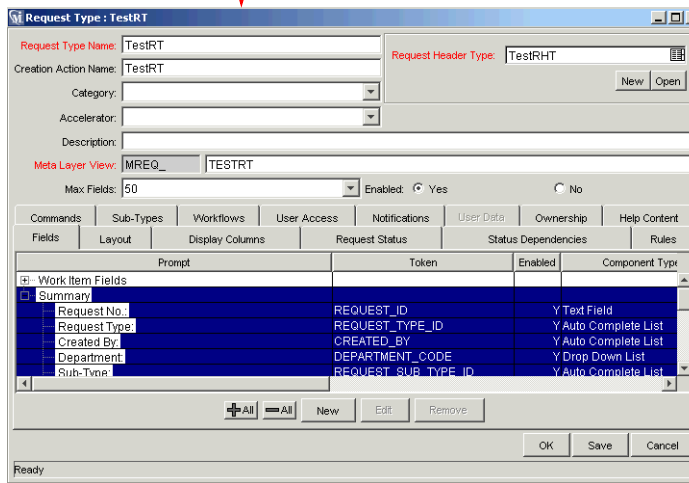 Request Type : TestRT
Request Type Name: TestRT
Request Header Type: TestRHT
Creation Action Name: TestRT
New Open
Category:
Accelerator:
Description:
Meta Layer View: MREQ_ TESTRT
Max Fields: 50 Enabled: Yes No
Commands Sub-Types Workflows User Access Notifications User Data Ownership Help Content
Fields Layout Display Columns Request Status Status Dependencies Rules
Prompt Token Enabled Component Type
Work Item Fields
Summary
Request No.: REQUEST_ID Y Text Field
Request Type: REQUEST_TYPE_ID Y Auto Complete List
Created By: CREATED_BY Y Auto Complete List
Department: DEPARTMENT_CODE Y Drop Down List
Sub-Type: REQUEST_SUB_TYPE_ID Y Auto Complete List
All All New Edit Remove
OK Save Cancel
Ready